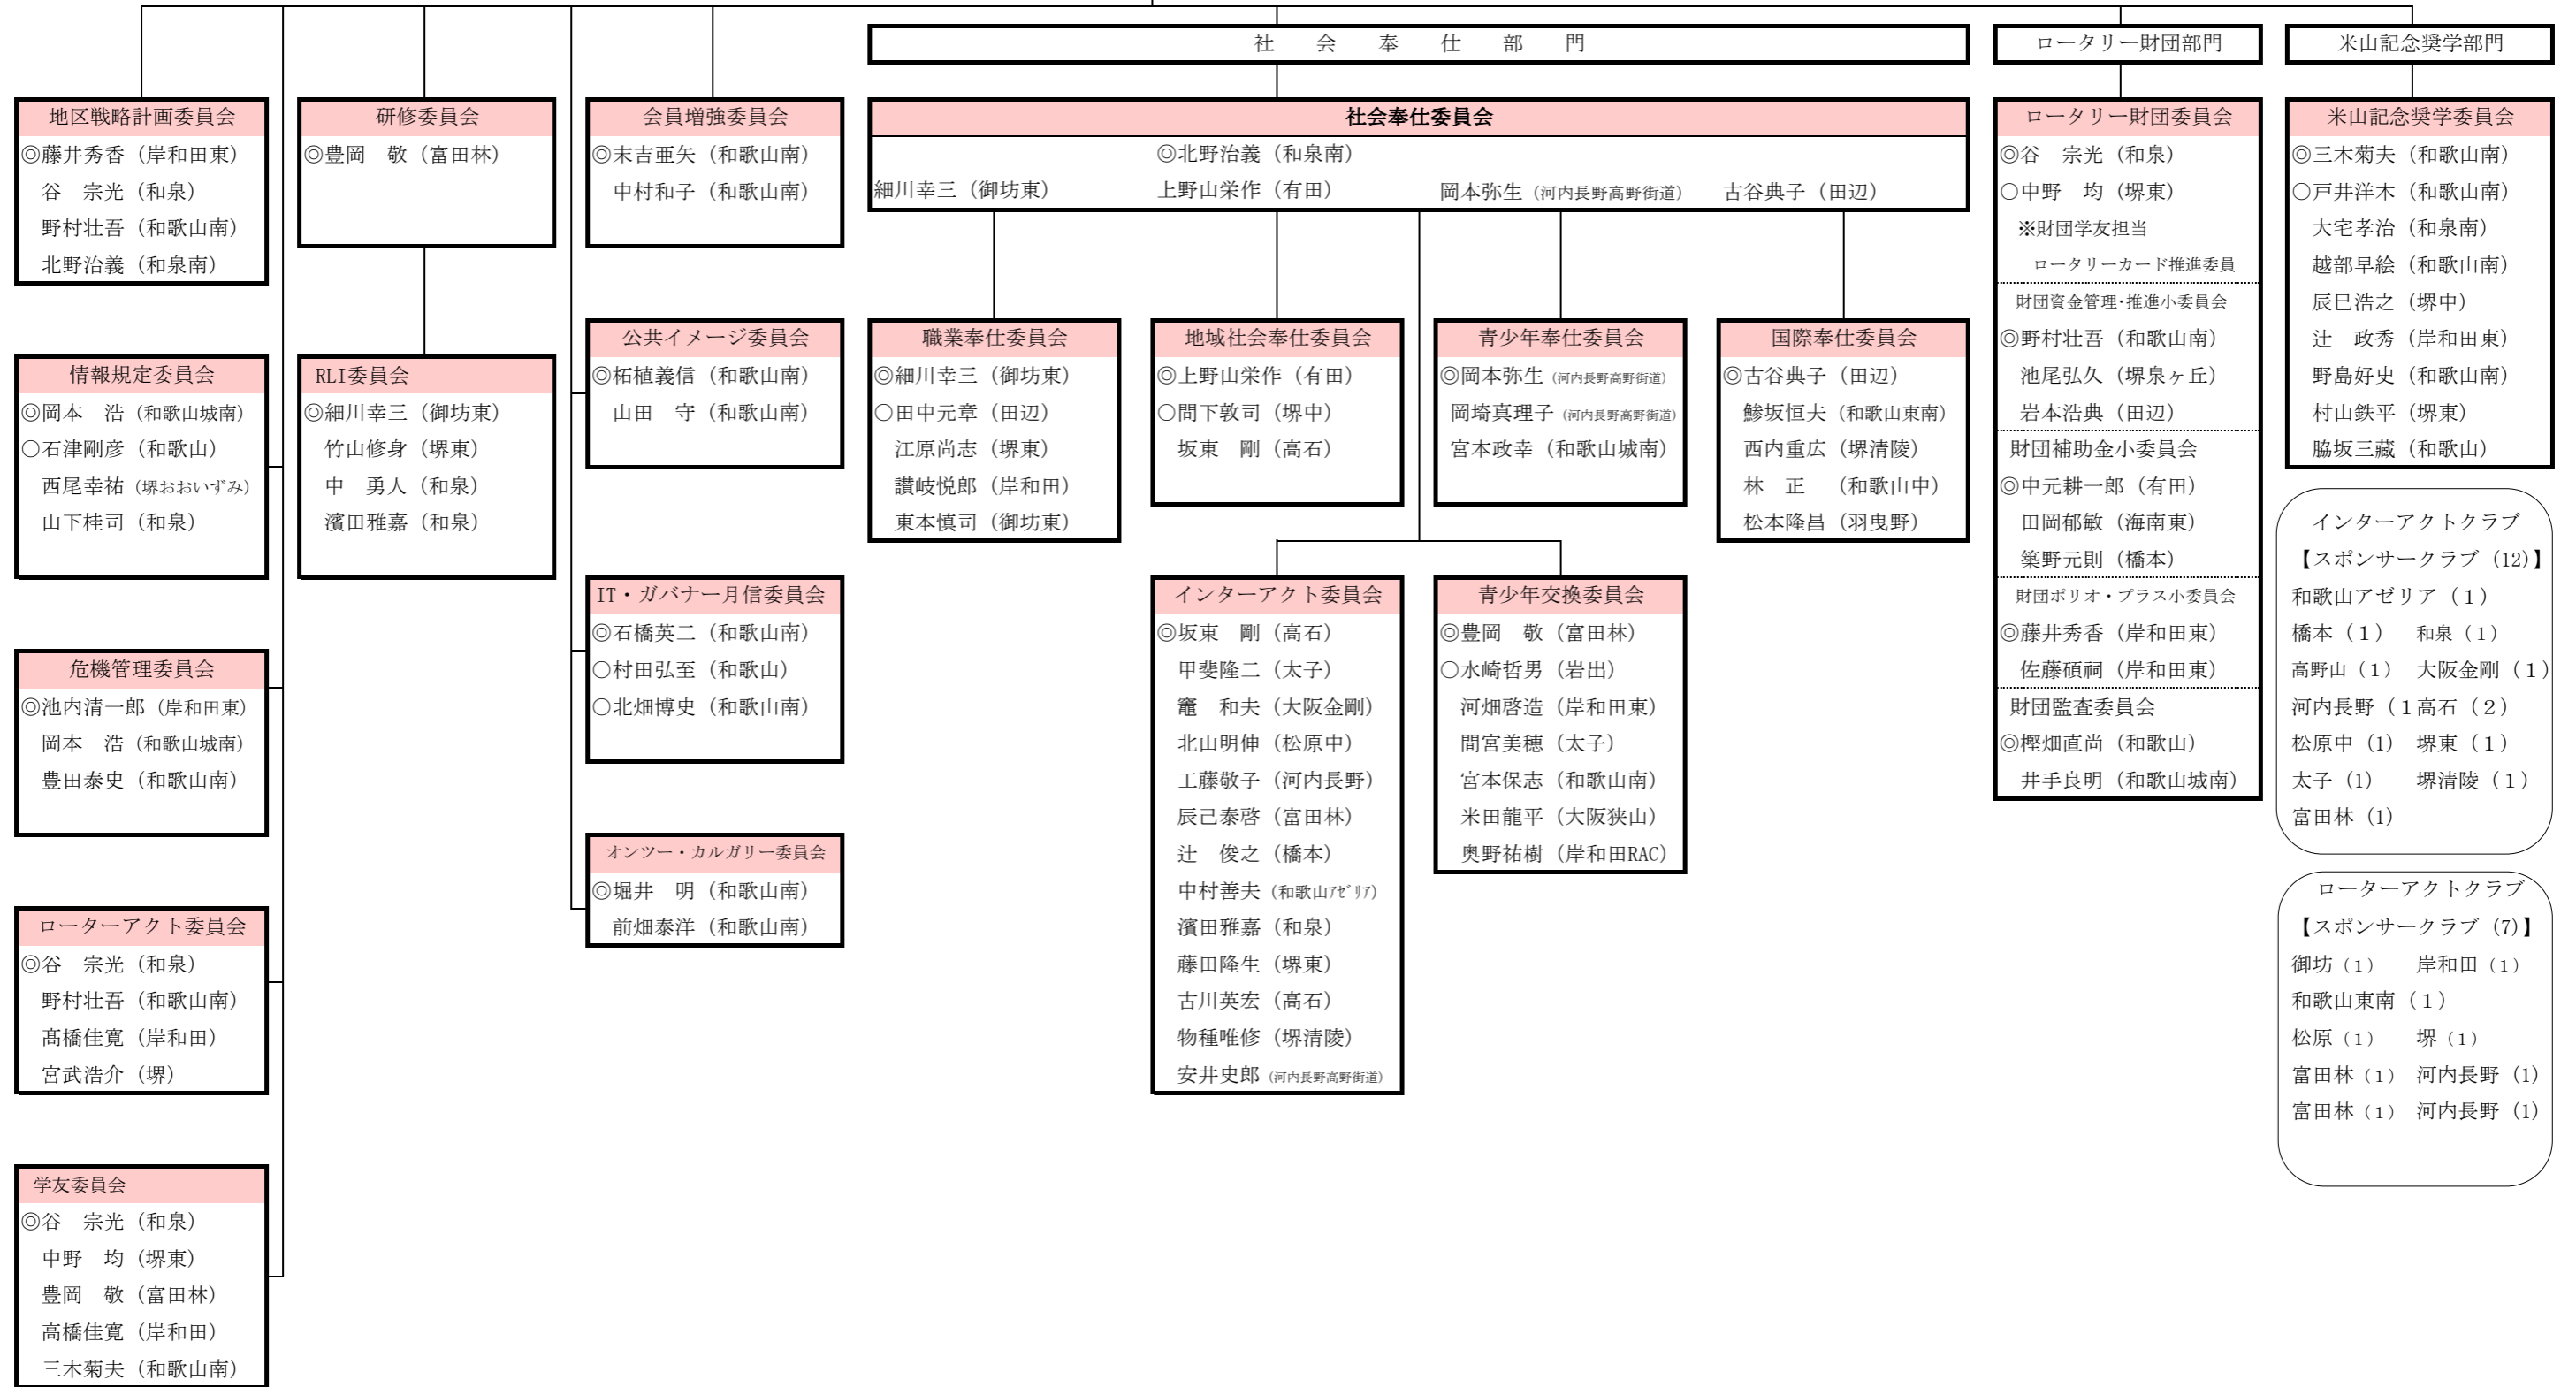 社　会　奉　仕　部　門
ロータリー財団部門
米山記念奨学部門
地区戦略計画委員会
◎藤井秀香（岸和田東）
谷　宗光（和泉）
野村壮吾（和歌山南）
北野治義（和泉南）
情報規定委員会
◎岡本　浩（和歌山城南）
○石津剛彦（和歌山）
西尾幸祐（堺おおいずみ）
山下桂司（和泉）
危機管理委員会
◎池内清一郎（岸和田東）
岡本　浩（和歌山城南）
豊田泰史（和歌山南）
ローターアクト委員会
◎谷　宗光（和泉）
野村壮吾（和歌山南）
髙橋佳寛（岸和田）
宮武浩介（堺）
学友委員会
◎谷　宗光（和泉）
中野　均（堺東）
豊岡　敬（富田林）
高橋佳寛（岸和田）
三木菊夫（和歌山南）
研修委員会
◎豊岡　敬（富田林）
RLI委員会
◎細川幸三（御坊東）
竹山修身（堺東）
中　勇人（和泉）
濱田雅嘉（和泉）
会員増強委員会
◎末吉亜矢（和歌山南）
中村和子（和歌山南）
公共イメージ委員会
◎柘植義信（和歌山南）
山田　守（和歌山南）
IT・ガバナー月信委員会
◎石橋英二（和歌山南）
○村田弘至（和歌山）
○北畑博史（和歌山南）
オンツー・カルガリー委員会
◎堀井　明（和歌山南）
前畑泰洋（和歌山南）
社会奉仕委員会
◎北野治義（和泉南）
細川幸三（御坊東）　上野山栄作（有田）　岡本弥生（河内長野高野街道）　古谷典子（田辺）
職業奉仕委員会
◎細川幸三（御坊東）
○田中元章（田辺）
江原尚志（堺東）
讃岐悦郎（岸和田）
東本慎司（御坊東）
地域社会奉仕委員会
◎上野山栄作（有田）
○間下敦司（堺中）
坂東　剛（高石）
青少年奉仕委員会
◎岡本弥生（河内長野高野街道）
岡埼真理子（河内長野高野街道）
宮本政幸（和歌山城南）
国際奉仕委員会
◎古谷典子（田辺）
鯵坂恒夫（和歌山東南）
西内重広（堺清陵）
林　正　（和歌山中）
松本隆昌（羽曳野）
インターアクト委員会
◎坂東　剛（高石）
甲斐隆二（太子）
竈　和夫（大阪金剛）
北山明伸（松原中）
工藤敬子（河内長野）
辰己泰啓（富田林）
辻　俊之（橋本）
中村善夫（和歌山ｱｾﾞﾘｱ）
濱田雅嘉（和泉）
藤田隆生（堺東）
古川英宏（高石）
物種唯修（堺清陵）
安井史郎（河内長野高野街道）
青少年交換委員会
◎豊岡　敬（富田林）
○水崎哲男（岩出）
河畑啓造（岸和田東）
間宮美穂（太子）
宮本保志（和歌山南）
米田龍平（大阪狭山）
奥野祐樹（岸和田RAC）
ロータリー財団委員会
◎谷　宗光（和泉）
○中野　均（堺東）
※財団学友担当
ロータリーカード推進委員
財団資金管理・推進小委員会
◎野村壮吾（和歌山南）
池尾弘久（堺泉ヶ丘）
岩本浩典（田辺）
財団補助金小委員会
◎中元耕一郎（有田）
田岡郁敏（海南東）
築野元則（橋本）
財団ポリオ・プラス小委員会
◎藤井秀香（岸和田東）
佐藤碩祠（岸和田東）
財団監査委員会
◎樫畑直尚（和歌山）
井手良明（和歌山城南）
米山記念奨学委員会
◎三木菊夫（和歌山南）
○戸井洋木（和歌山南）
大宅孝治（和泉南）
越部早絵（和歌山南）
辰巳浩之（堺中）
辻　政秀（岸和田東）
野島好史（和歌山南）
村山鉄平（堺東）
脇坂三藏（和歌山）
インターアクトクラブ
【スポンサークラブ（12）】
和歌山アゼリア（１）
橋本（１）　和泉（１）
高野山（１）　大阪金剛（１）
河内長野（１高石（２）
松原中（1）　堺東（１）
太子（1）　堺清陵（１）
富田林（1）
ローターアクトクラブ
【スポンサークラブ（7）】
御坊（１）　岸和田（１）
和歌山東南（１）
松原（１）　堺（１）
富田林（１）　河内長野（1）
富田林（１）　河内長野（1）